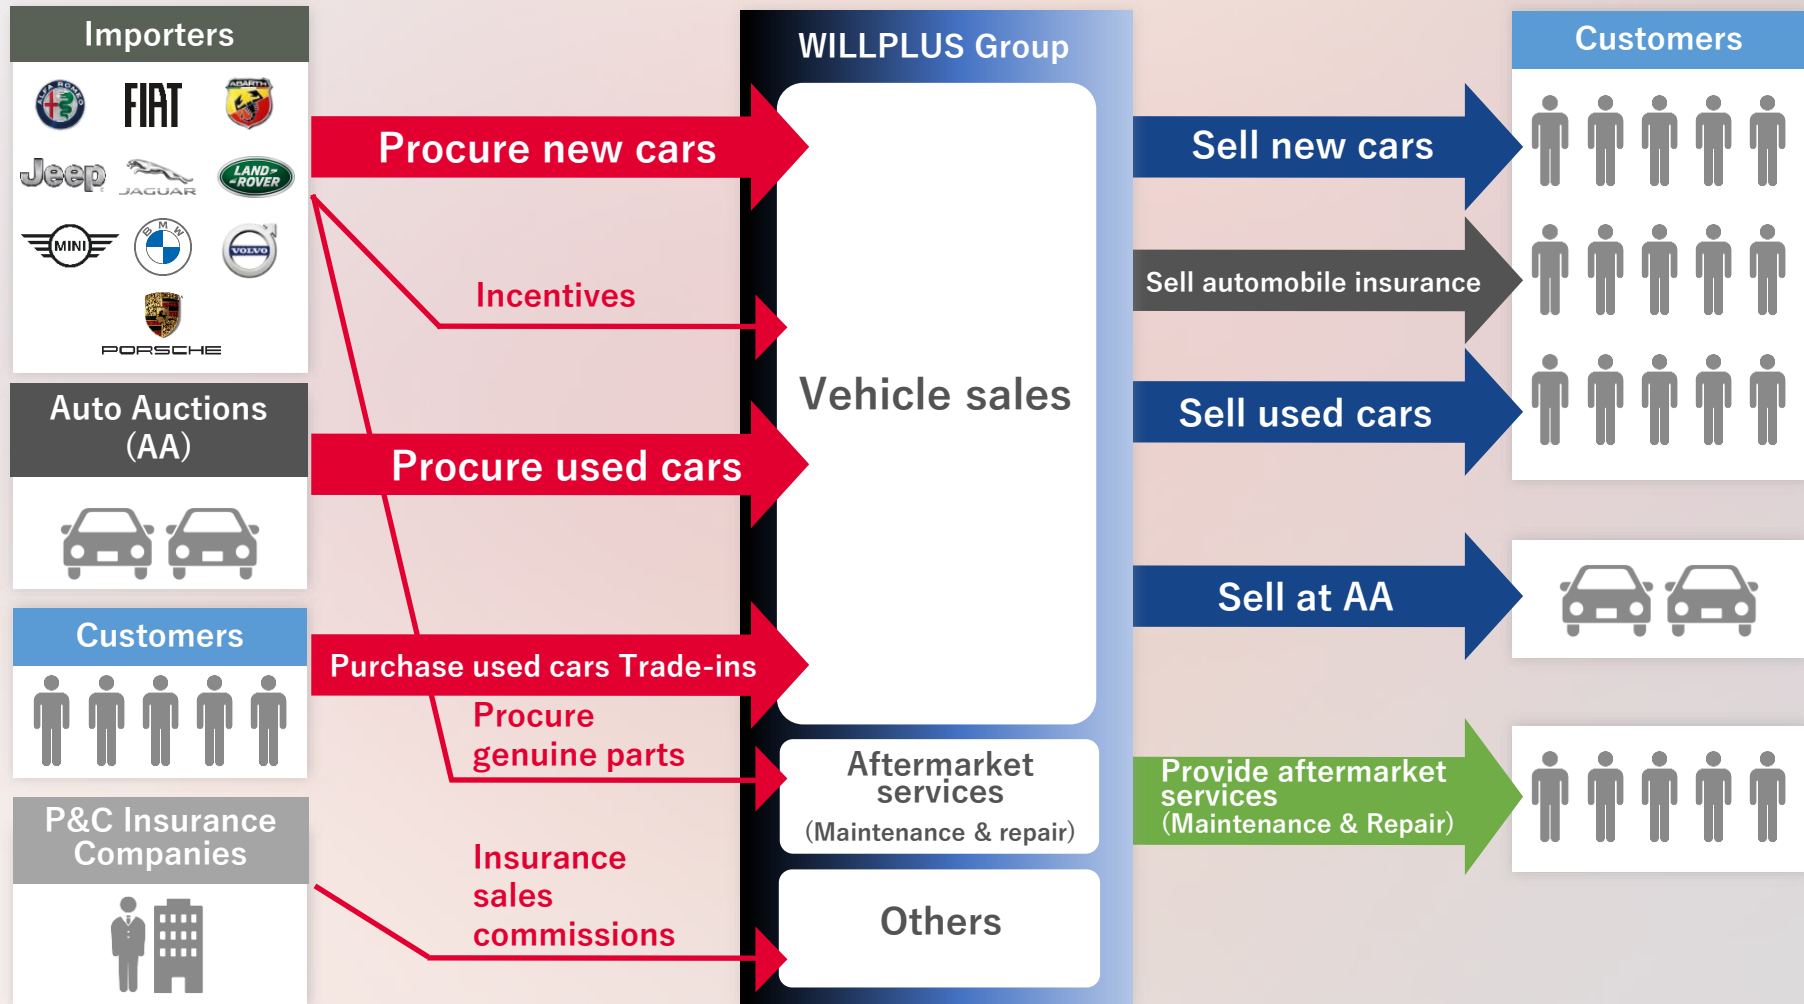 Importers
ALFA ROMEO
FIAT
ABARTH
Jeep
JAGUAR
LAND-
-ROVER
MINI
BMW
VOLVO
PORSCHE
Auto Auctions
(AA)
Customers
P&C Insurance
Companies
Procure new cars
Incentives
Procure used cars
Purchase used cars Trade-ins
Procure
genuine parts
Insurance
sales
commissions
WILLPLUS Group
Vehicle sales
Aftermarket
services
(Maintenance & repair)
Others
Sell new cars
Sell automobile insurance
Sell used cars
Sell at AA
Provide aftermarket
services
(Maintenance & Repair)
Customers